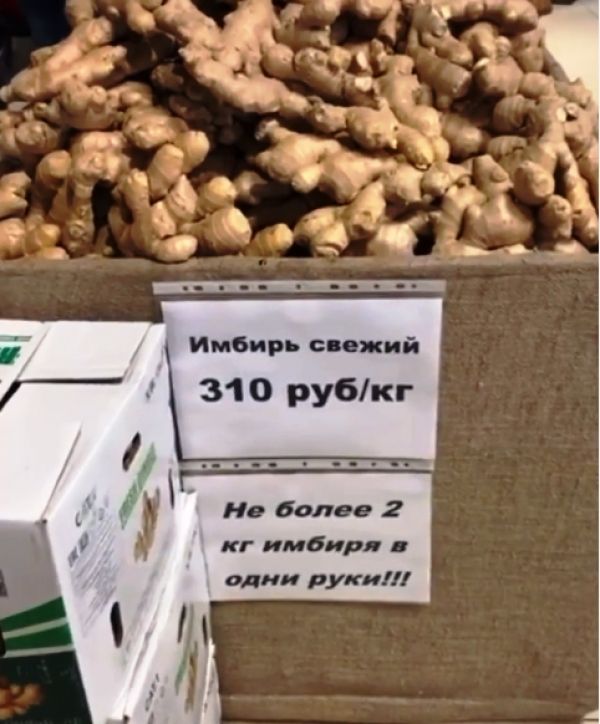 Имбирь свежий
310 руб/кг
Не более 2
кг имбиря в
одни руки!!!